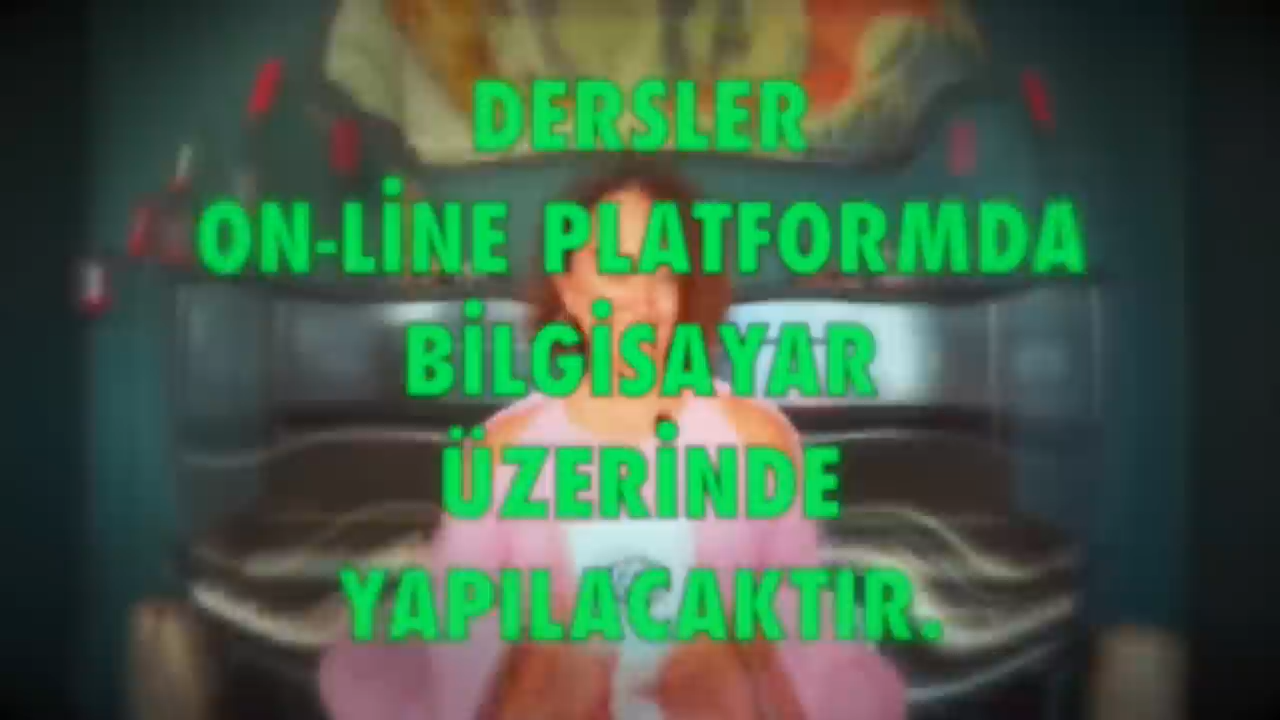 DERSLER
ON-LİNE PLATFORMDA
BİLGİSAYAR
ÜZERİNDE
YAPILACAKTIR.